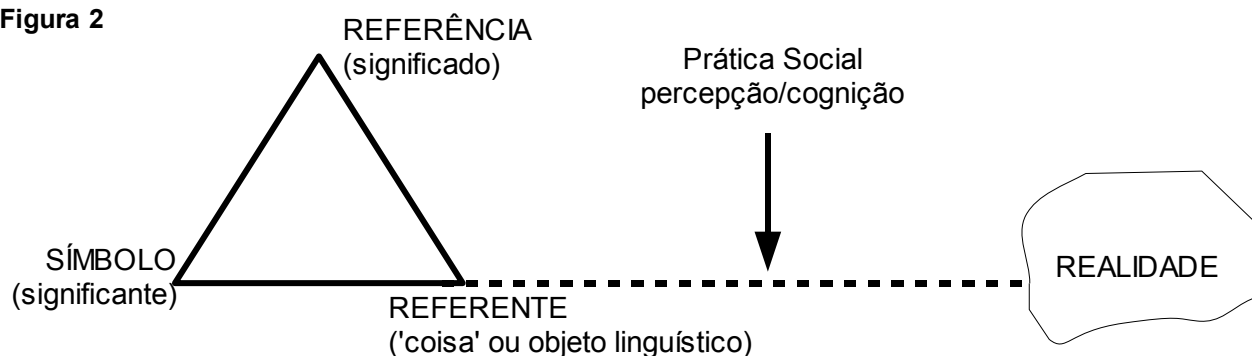 Figura 2
REFERÊNCIA
(significado)
Prática Social
percepção/cognição
SÍMBOLO
(significante)
REFERENTE
('coisa' ou objeto linguístico)
REALIDADE